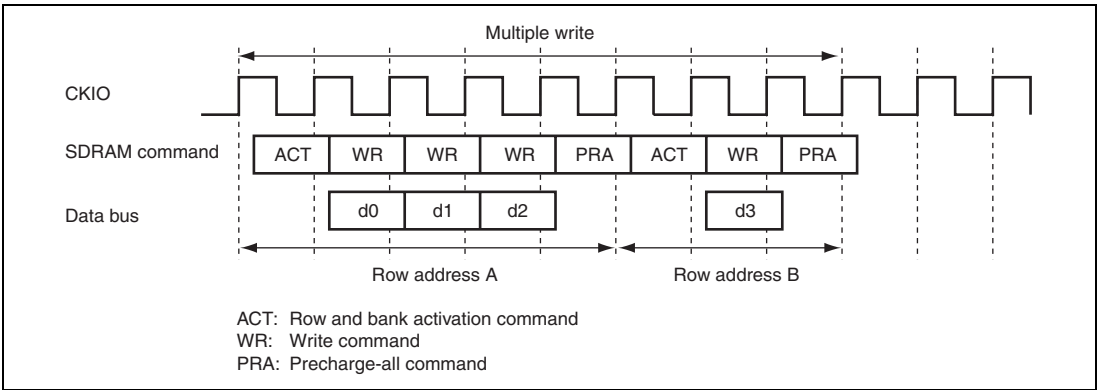 Multiple write
CKIO
SDRAM command ACT WR WR WR PRA ACT WR PRA
Data bus d0 d1 d2 d3
Row address A Row address B
ACT: Row and bank activation command
WR: Write command
PRA: Precharge-all command